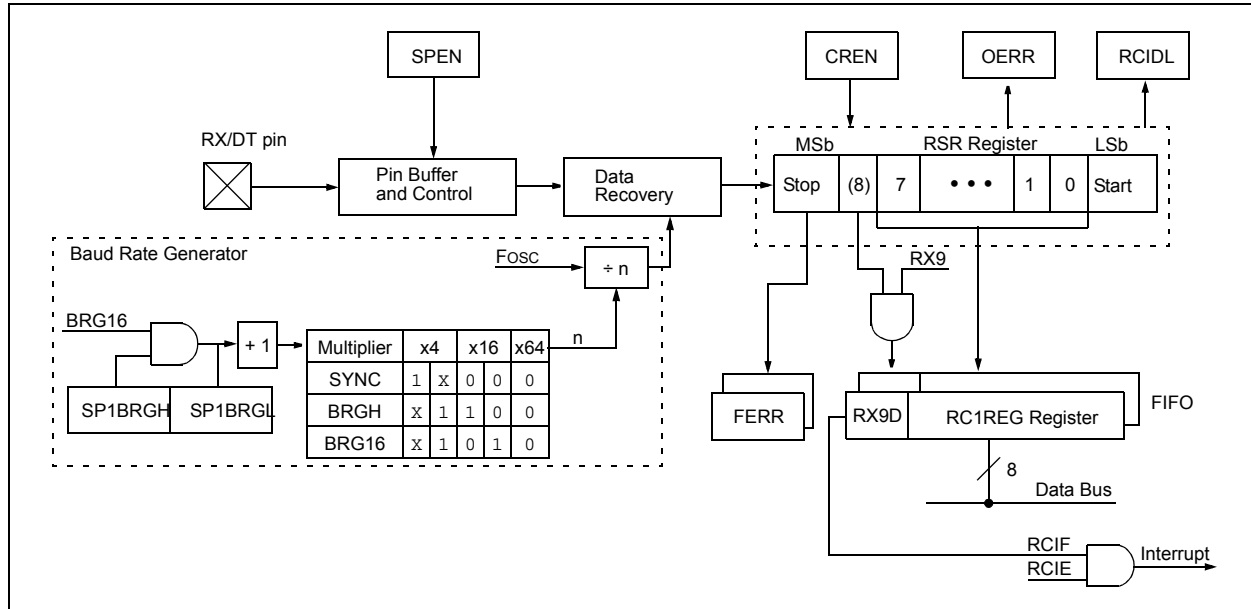 SPEN
CREN
OERR
RCIDL
RX/DT pin
MSb
RSR Register
LSb
Pin Buffer
and Control
Data
Recovery
Stop (8) 7 • • • 1 0 Start
Baud Rate Generator
FOSC
÷ n
RX9
BRG16
+ 1
n
Multiplier x4 x16 x64
SYNC 1 X 0 0 0
BRGH X 1 1 0 0
BRG16 X 1 0 1 0
SP1BRGH SP1BRGL
FERR
RX9D
RC1REG Register
FIFO
8
Data Bus
RCIF
RCIE
Interrupt